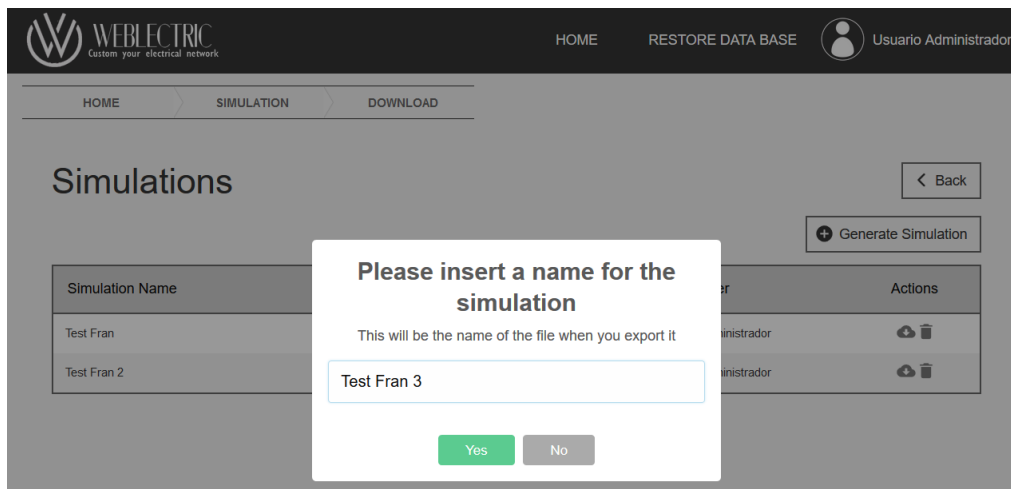 WEBLECTRIC
Custom your electrical network
HOME
RESTORE DATA BASE
Usuario Administrador
HOME
SIMULATION
DOWNLOAD
Simulations
Back
Generate Simulation
Simulation Name
Actions
Test Fran
Test Fran 2
Please insert a name for the
simulation
This will be the name of the file when you export it
Test Fran 3
Yes
No